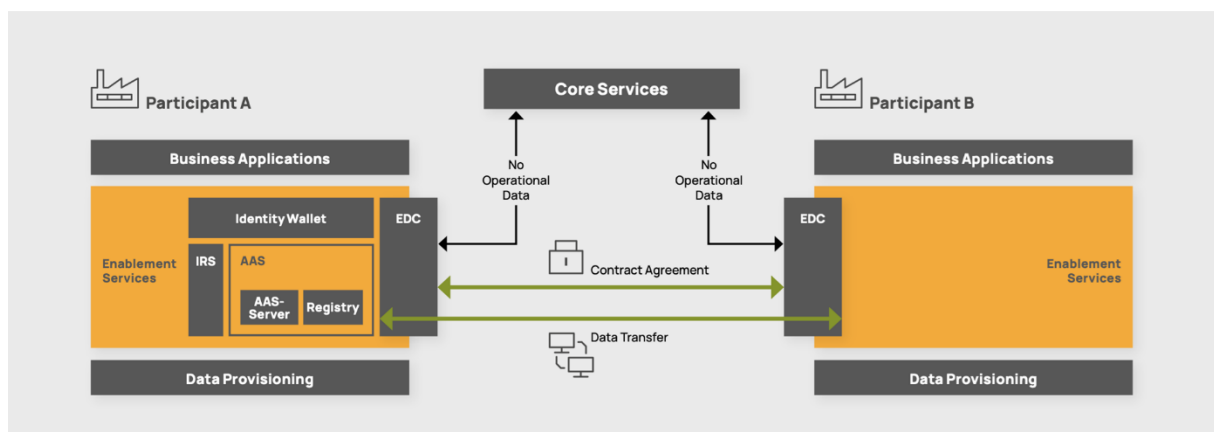 Participant A
Core Services
Participant B
Business Applications
Business Applications
No
Operational
Data
No
Operational
Data
Identity Wallet
EDC
EDC
Enablement
Services
IRS
AAS
AAS-
Server
Registry
Contract Agreement
Enablement
Services
Data Transfer
Data Provisioning
Data Provisioning